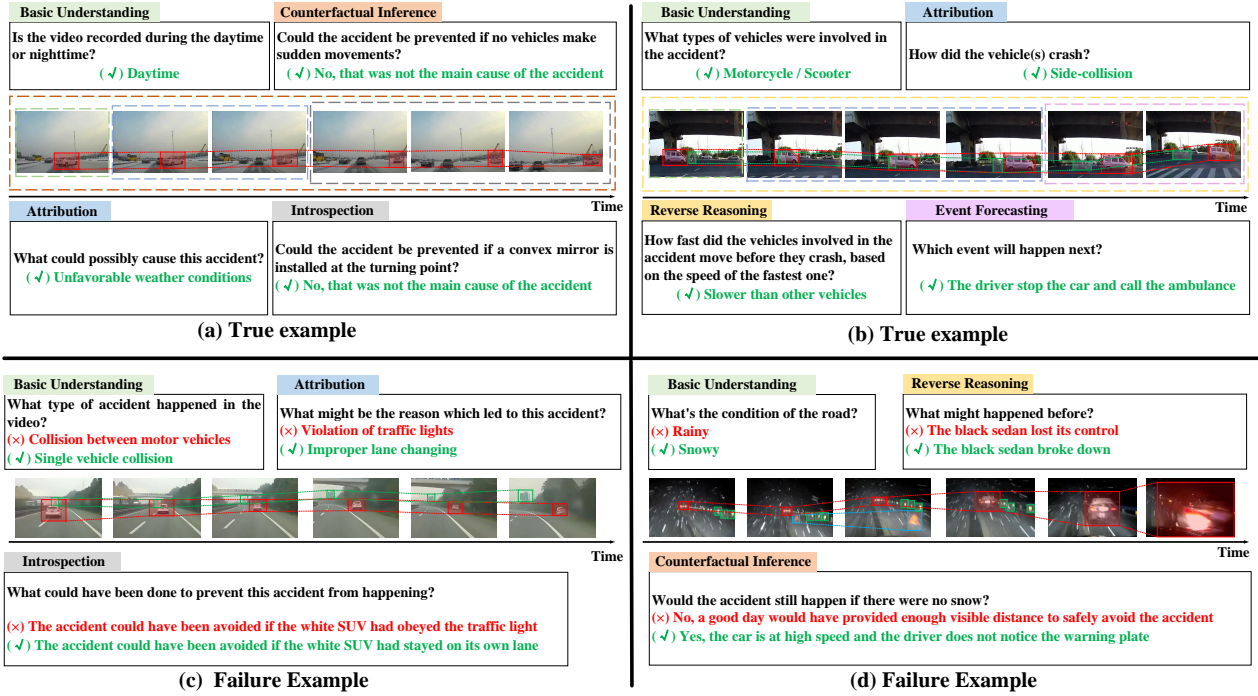 Basic Understanding
Is the video recorded during the daytime
or nighttime?
(✓) Daytime
Counterfactual Inference
Could the accident be prevented if no vehicles make
sudden movements?
(✓) No, that was not the main cause of the accident
Time
Attribution
What could possibly cause this accident?
(✓) Unfavorable weather conditions
Introspection
Could the accident be prevented if a convex mirror is
installed at the turning point?
(✓) No, that was not the main cause of the accident
(a) True example
Basic Understanding
What types of vehicles were involved in
the accident?
(✓) Motorcycle / Scooter
Attribution
How did the vehicle(s) crash?
(✓) Side-collision
Time
Reverse Reasoning
How fast did the vehicles involved in the
accident move before they crash, based
on the speed of the fastest one?
(✓) Slower than other vehicles
Event Forecasting
Which event will happen next?
(✓) The driver stop the car and call the ambulance
(b) True example
Basic Understanding
What type of accident happened in the
video?
(×) Collision between motor vehicles
(✓) Single vehicle collision
Attribution
What might be the reason which led to this accident?
(×) Violation of traffic lights
(✓) Improper lane changing
Time
Introspection
What could have been done to prevent this accident from happening?
(×) The accident could have been avoided if the white SUV had obeyed the traffic light
(✓) The accident could have been avoided if the white SUV had stayed on its own lane
(c) Failure Example
Basic Understanding
What's the condition of the road?
(×) Rainy
(✓) Snowy
Reverse Reasoning
What might happened before?
(×) The black sedan lost its control
(✓) The black sedan broke down
Time
Counterfactual Inference
Would the accident still happen if there were no snow?
(×) No, a good day would have provided enough visible distance to safely avoid the accident
(✓) Yes, the car is at high speed and the driver does not notice the warning plate
(d) Failure Example